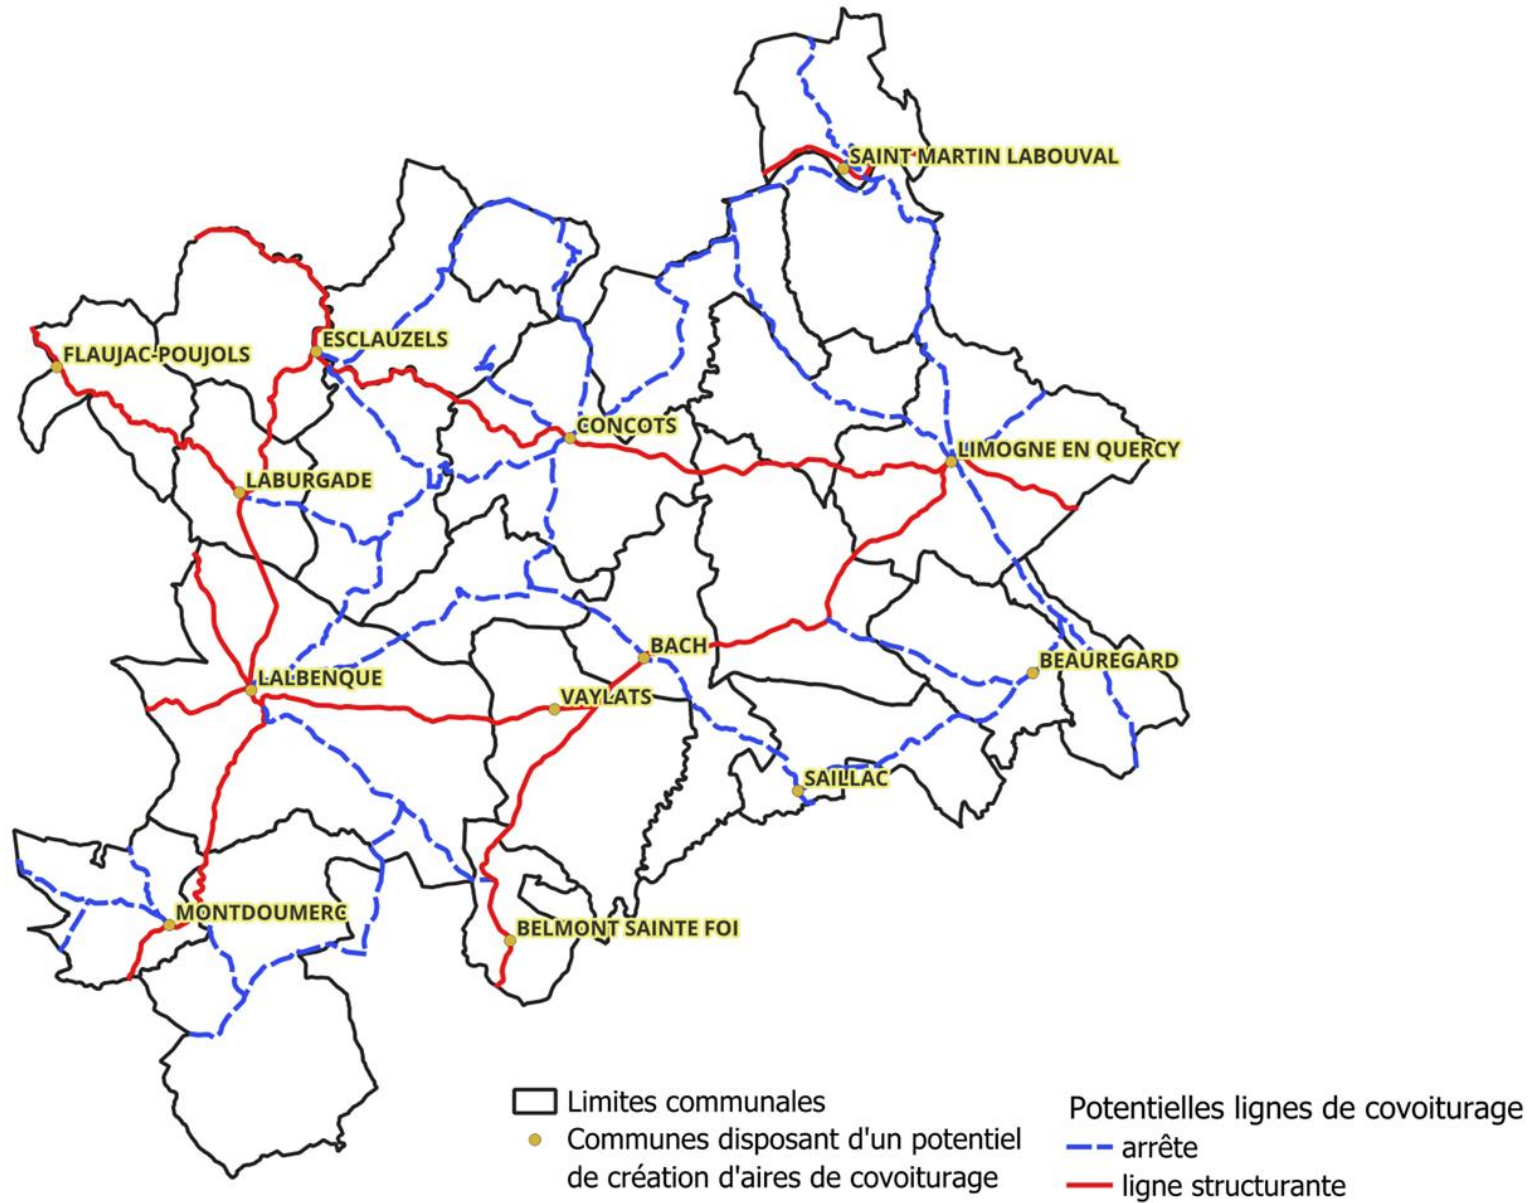 SAINT MARTIN LABOUVAL
ESCLAUZELS
FLAUJAC-POUJOLS
CONCOTS
LIMOGNE EN QUERCY
LABURGADE
BACH
BEAUREGARD
LALBENQUE
VAYLATS
SAILLAC
MONTDOUMERC
BELMONT SAINTE FOI
Limites communales
Communes disposant d'un potentiel
de création d'aires de covoiturage
Potentielles lignes de covoiturage
arrête
ligne structurante